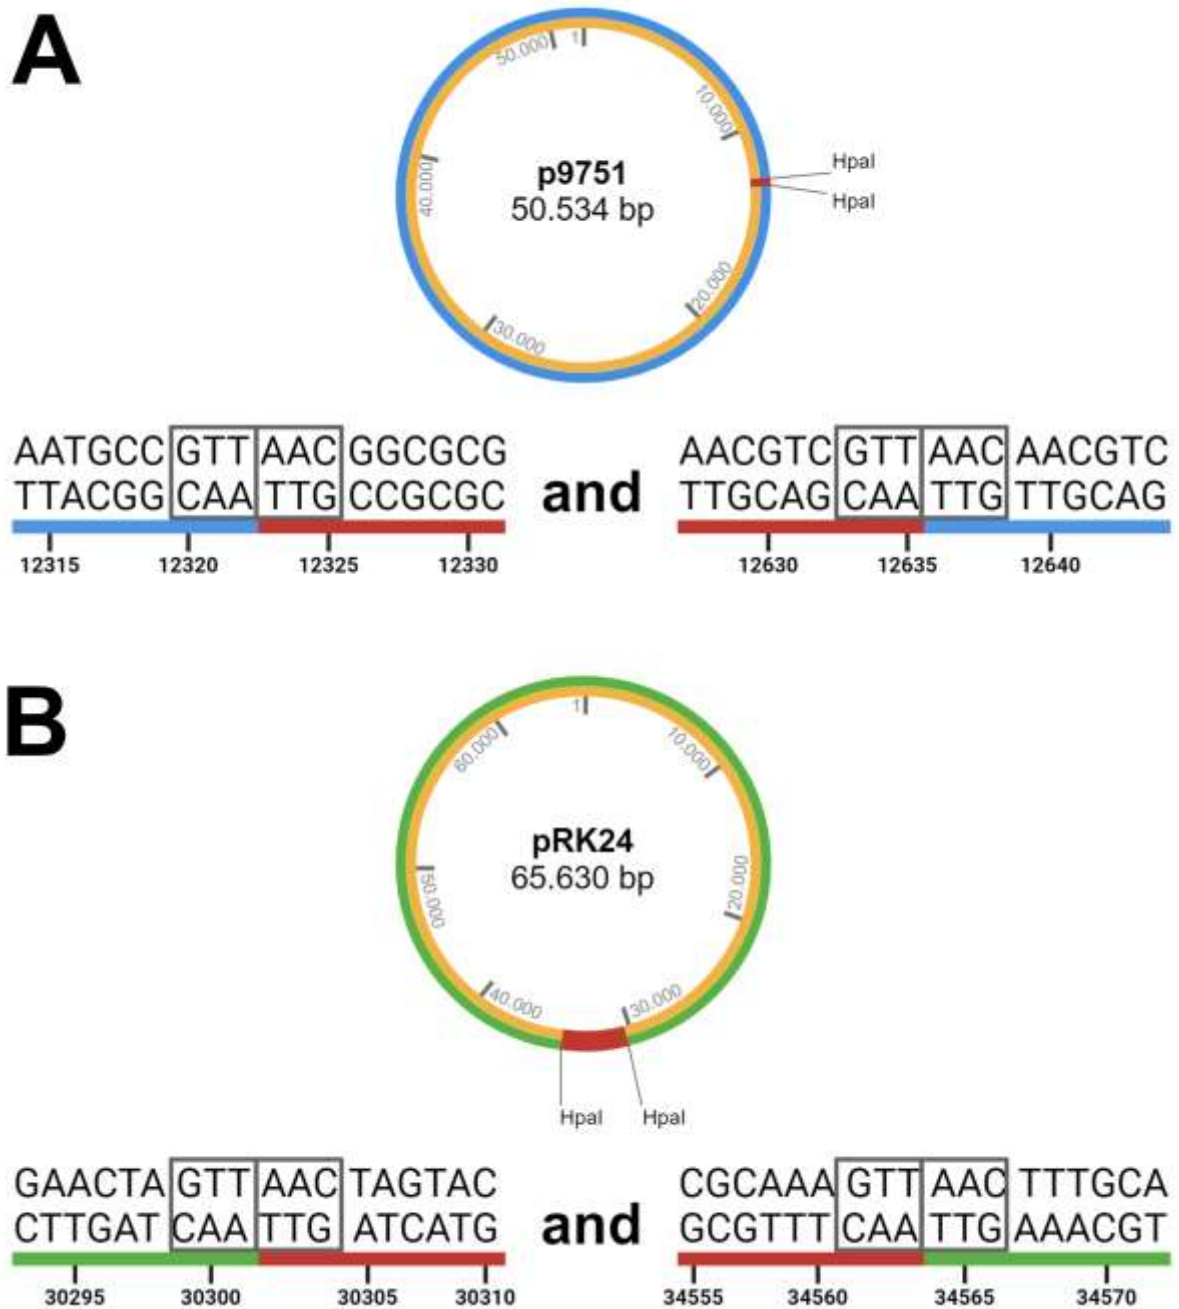 A
50.000
1
10.000
HpaI
HpaI
p9751
50.534 bp
40.000
20.000
30.000
AATGCC GTT AAC GGCGCG
TTACGG CAA TTG CCGCGC
and
AACGTC GTT AAC AACGTC
TTGCAG CAA TTG TTGCAG
12315 12320 12325 12330
12630 12635 12640
B
1
60.000
10.000
pRK24
65.630 bp
50.000
20.000
40.000
30.000
HpaI
HpaI
GAACTA GTT AAC TAGTAC
CTTGAT CAA TTG ATCATG
and
CGCAAA GTT AAC TTTGCA
GCGTTT CAA TTG AAACGT
30295 30300 30305 30310
34555 34560 34565 34570